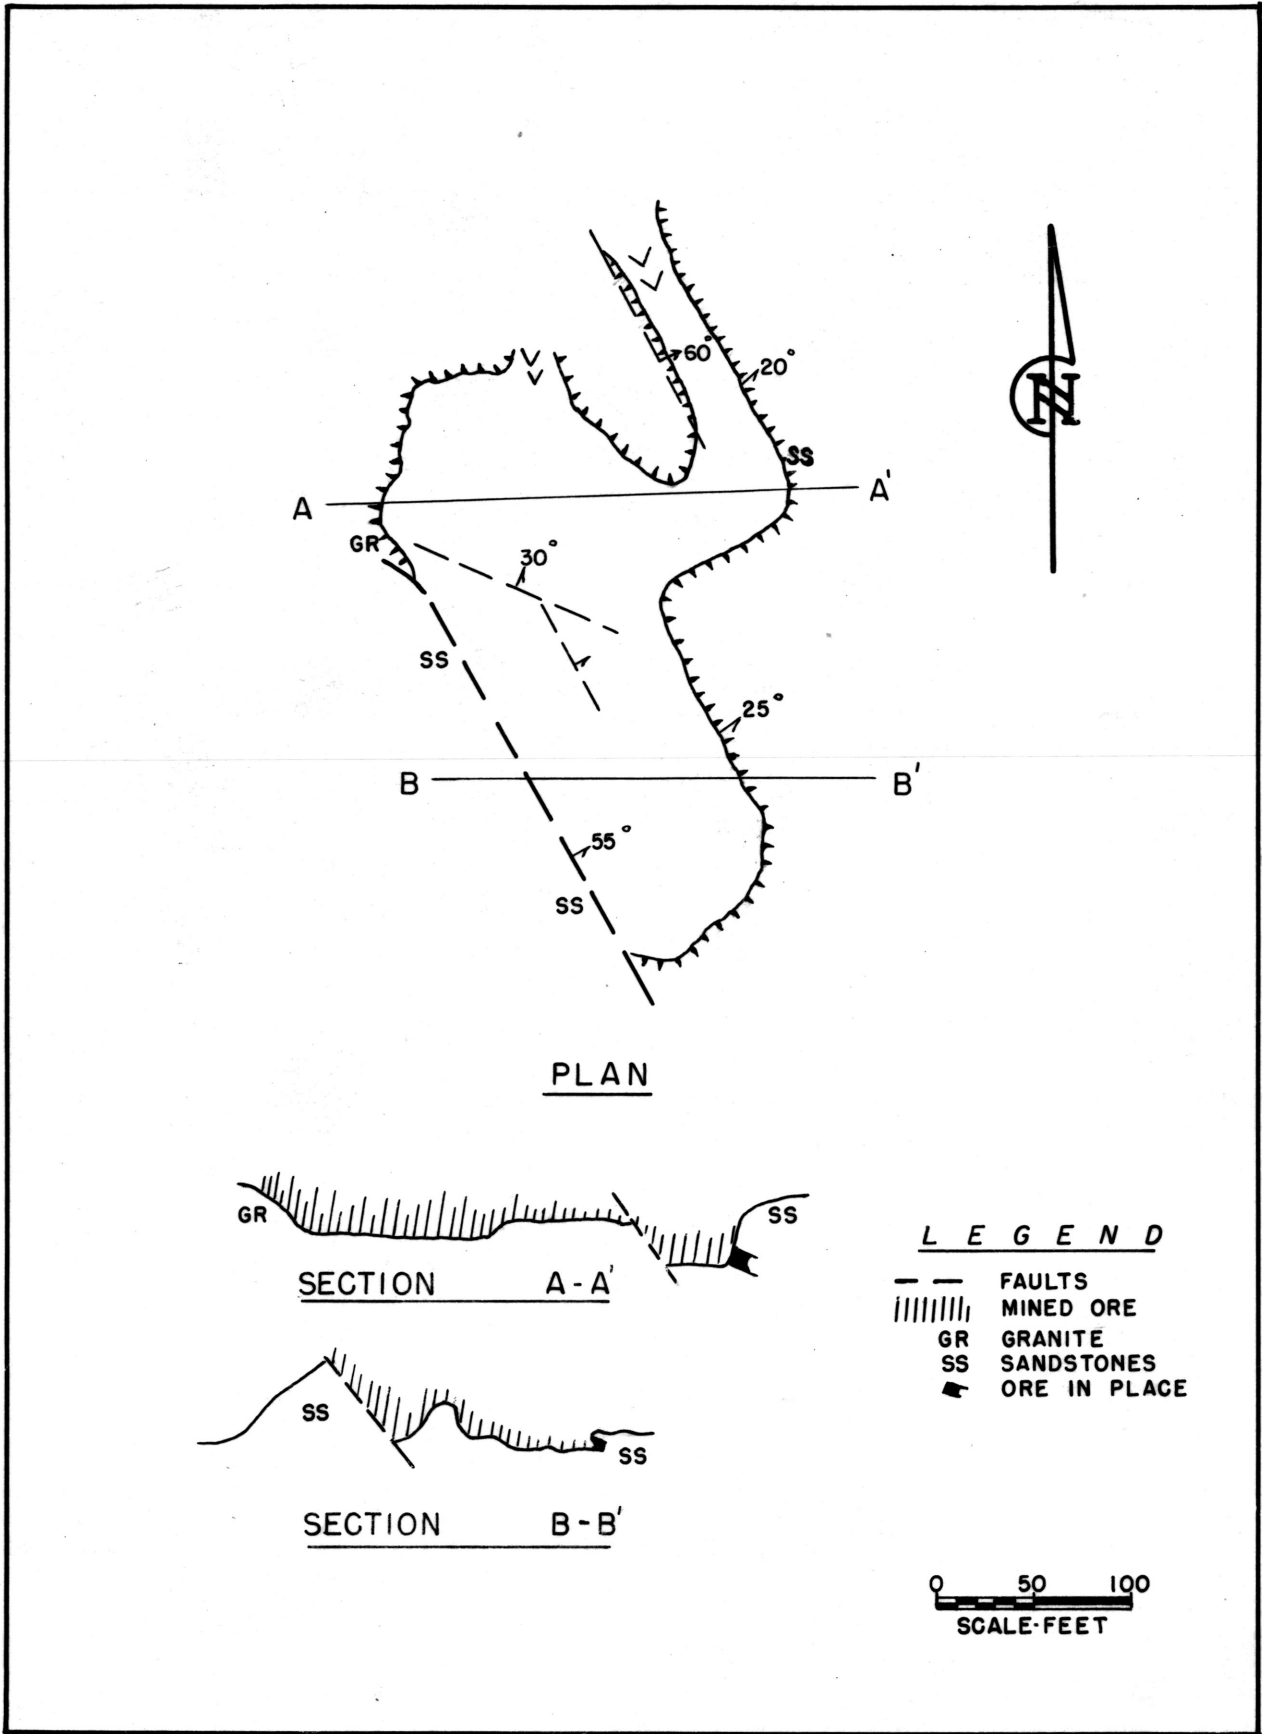 60°
20°
N
SS
A A'
GR
30°
SS
25°
B B'
55°
SS
PLAN
GR SS
SECTION A-A'
LEGEND
FAULTS
MINED ORE
GR GRANITE
SS SANDSTONES
ORE IN PLACE
SS SS
SECTION B-B'
0 50 100
SCALE-FEET